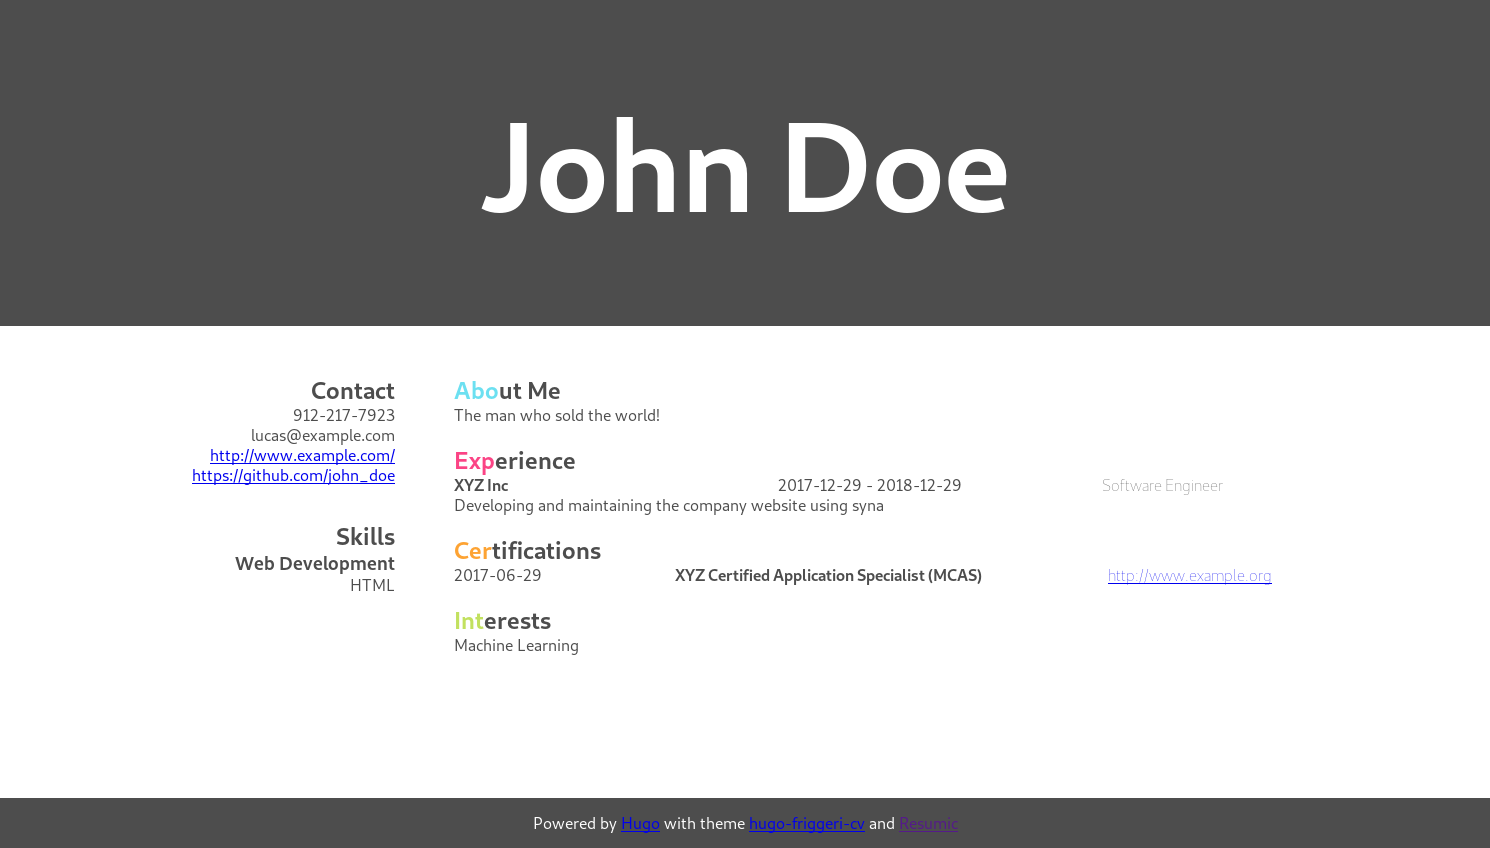 John Doe
Contact
912-217-7923
lucas@example.com
http://www.example.com/
https://github.com/john_doe
Skills
Web Development
HTML
About Me
The man who sold the world!
Experience
XYZ Inc 2017-12-29 - 2018-12-29 Software Engineer
Developing and maintaining the company website using syna
Certifications
2017-06-29 XYZ Certified Application Specialist (MCAS) http://www.example.org
Interests
Machine Learning
Powered by Hugo with theme hugo-friggeri-cv and Resumic